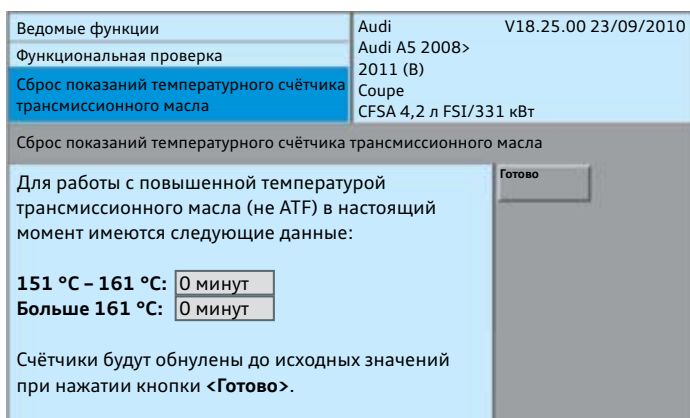 Ведомые функции
Функциональная проверка
Сброс показаний температурного счётчика
трансмиссионного масла
Audi V18.25.00 23/09/2010
Audi A5 2008>
2011 (B)
Coupe
CFSA 4,2 л FSI/331 кВт
Сброс показаний температурного счётчика трансмиссионного масла
Для работы с повышенной температурой
трансмиссионного масла (не ATF) в настоящий
момент имеются следующие данные:
151 °C – 161 °C: 0 минут
Больше 161 °C: 0 минут
Счётчики будут обнулены до исходных значений
при нажатии кнопки <Готово>.
Готово